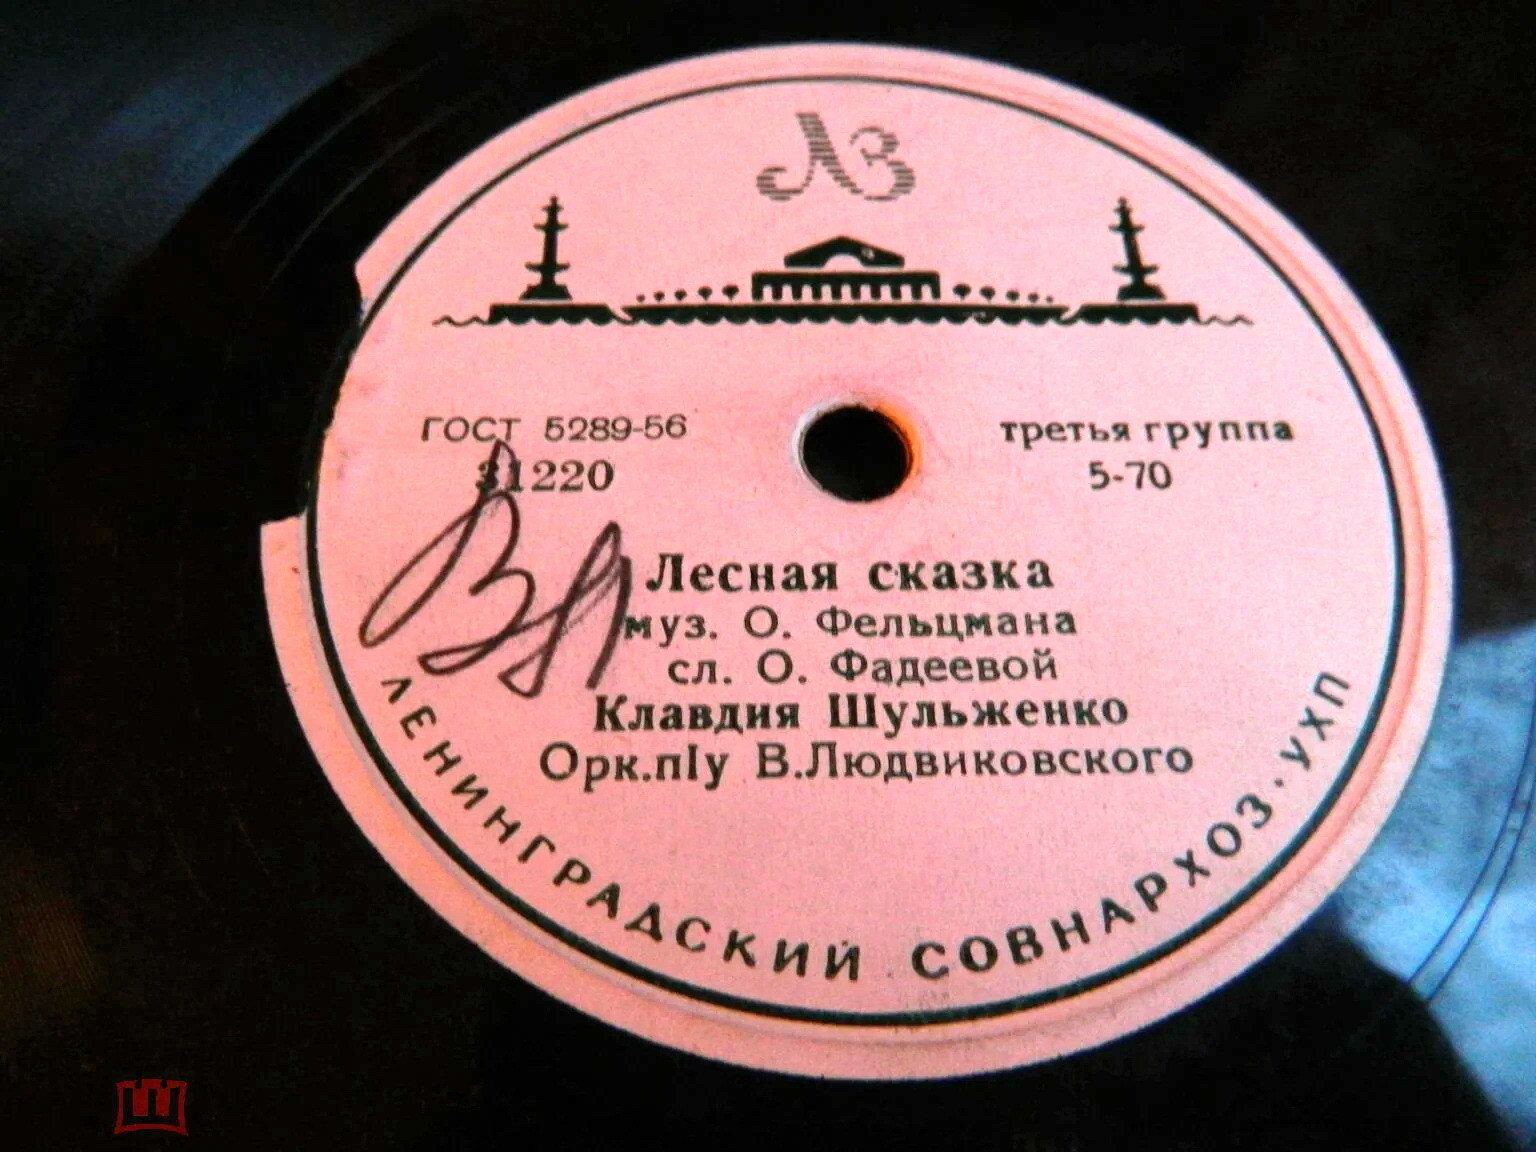 ЛЗ
ГОСТ 5289-56
31220
третья группа
5-70
Лесная сказка
муз. О. Фельцмана
сл. О. Фадеевой
Клавдия Шульженко
Орк.п/у В.Людвиковского
ЛЕНИНГРАДСКИЙ СОВНАРХОЗ·УХП